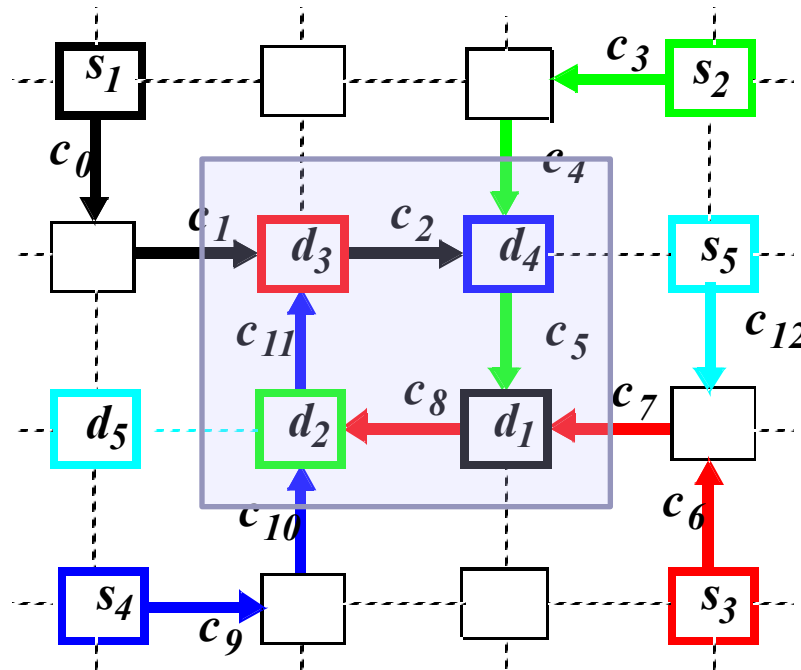 s₁ c₃ s₂
c₀ c₄
c₁ d₃ c₂ d₄ s₅
c₁₁ c₅ c₁₂
d₅ d₂ c₈ d₁ c₇
c₁₀ c₆
s₄ c₉ s₃